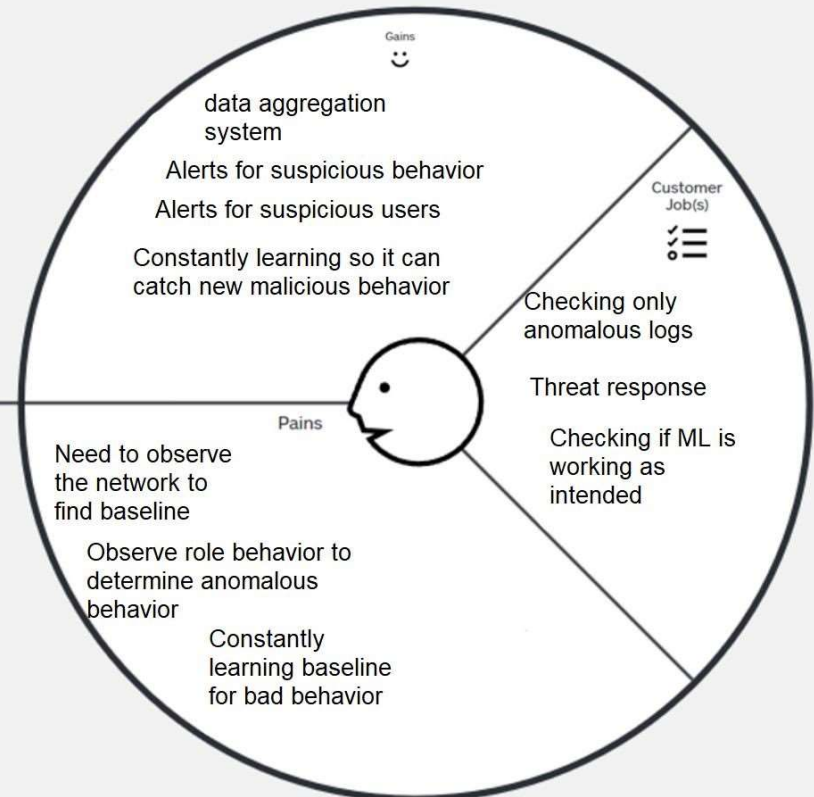 Gains
data aggregation
system
Alerts for suspicious behavior
Alerts for suspicious users
Constantly learning so it can
catch new malicious behavior
Customer
Job(s)
Checking only
anomalous logs
Threat response
Checking if ML is
working as
intended
Pains
Need to observe
the network to
find baseline
Observe role behavior to
determine anomalous
behavior
Constantly
learning baseline
for bad behavior